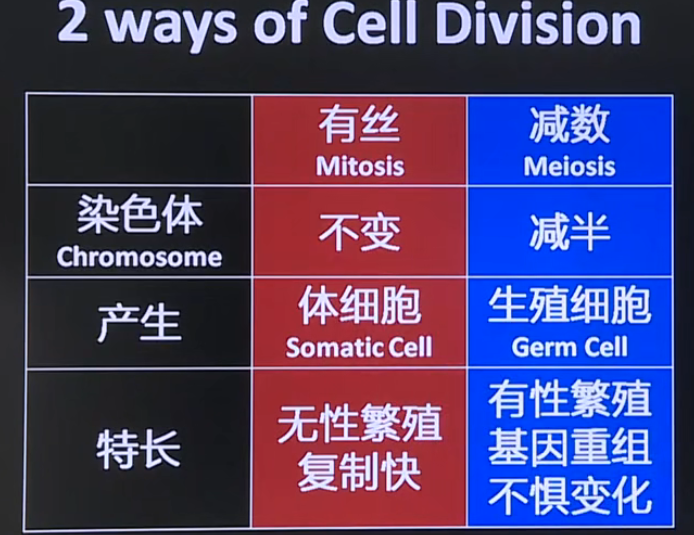 2 ways of Cell Division
有丝
Mitosis
减数
Meiosis
染色体
Chromosome
不变
减半
产生
体细胞
Somatic Cell
生殖细胞
Germ Cell
特长
无性繁殖
复制快
有性繁殖
基因重组
不惧变化